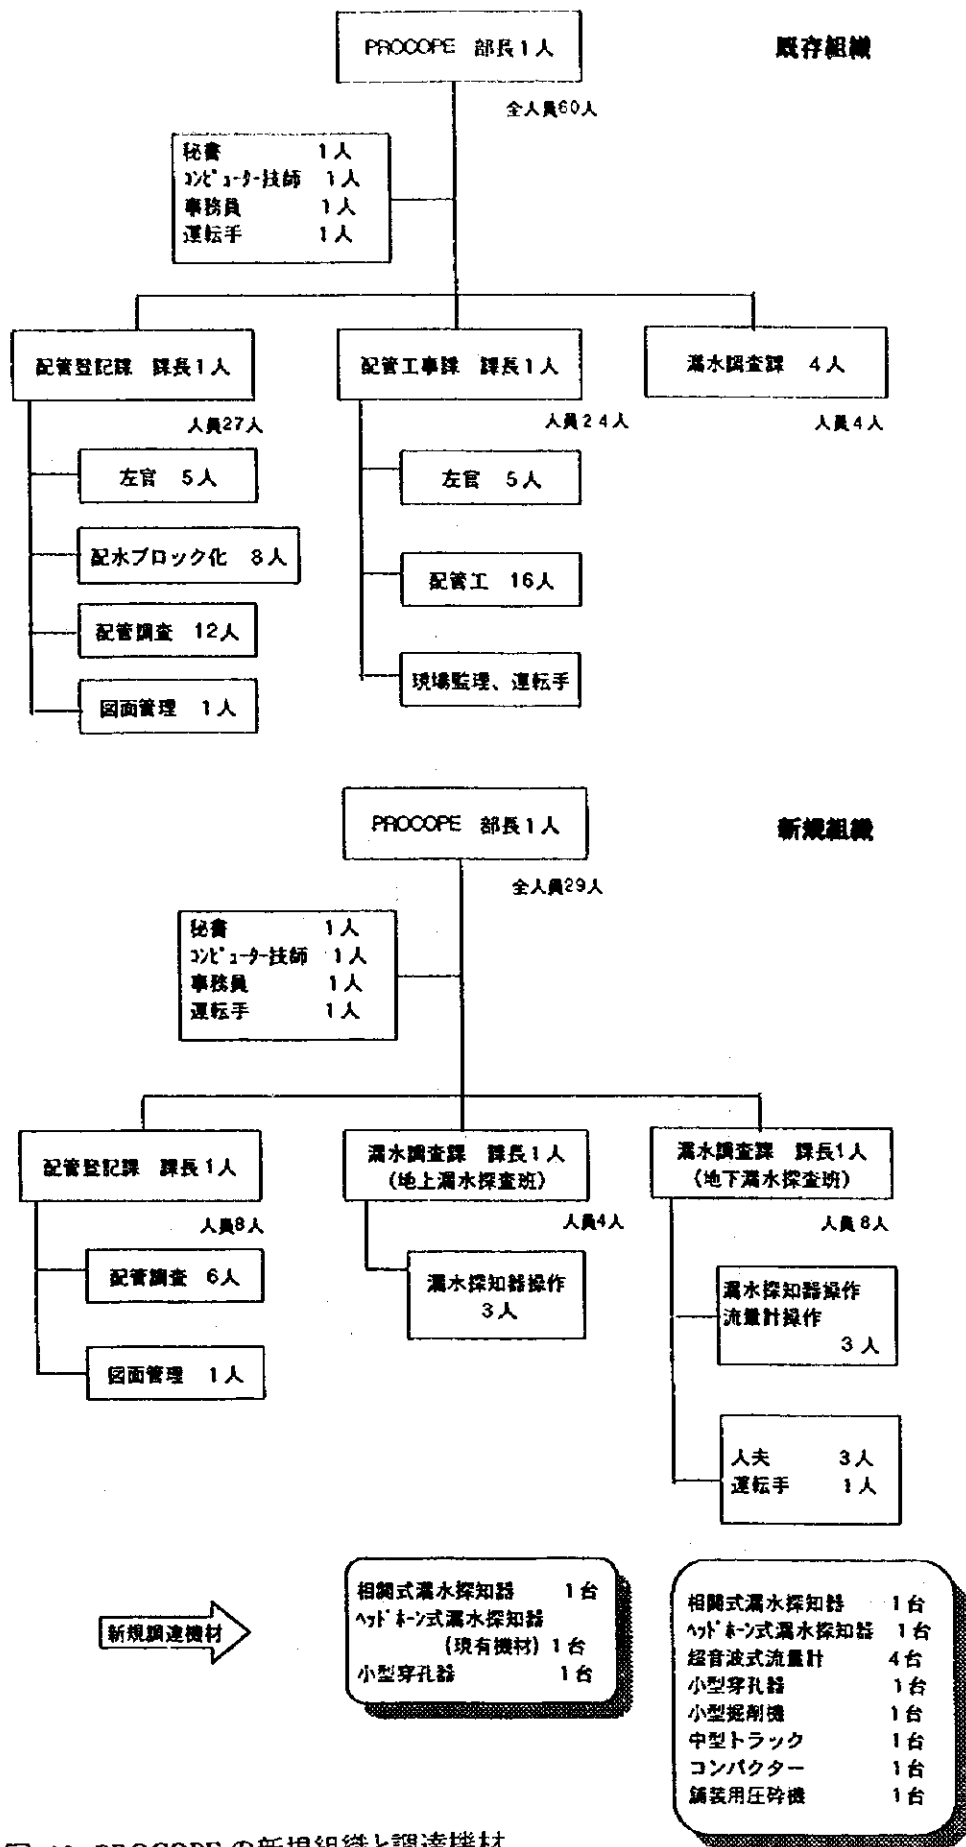 PROCOPE 部長1人
既存組織
全人員60人
秘書 1人
コンピューター技師 1人
事務員 1人
運転手 1人
配管登記課 課長1人
配管工事課 課長1人
漏水調査課 4人
人員27人
人員24人
人員4人
左官 5人
左官 5人
配水ブロック化 8人
配管工 16人
配管調査 12人
現場監理、運転手
図面管理 1人
PROCOPE 部長1人
新規組織
全人員29人
秘書 1人
コンピューター技師 1人
事務員 1人
運転手 1人
配管登記課 課長1人
漏水調査課 課長1人
(地上漏水探査班)
漏水調査課 課長1人
(地下漏水探査班)
人員8人
人員4人
人員8人
配管調査 6人
漏水探知器操作
3人
漏水探知器操作
流量計操作
3人
図面管理 1人
人夫 3人
運転手 1人
新規調達機材
相関式漏水探知器 1台
ヘッドホーン式漏水探知器
(現有機材) 1台
小型穿孔器 1台
相関式漏水探知器 1台
ヘッドホーン式漏水探知器 1台
超音波式流量計 4台
小型穿孔器 1台
小型掘削機 1台
中型トラック 1台
コンパクター 1台
舗装用圧砕機 1台
PROCOPE の新規組織と調達機材